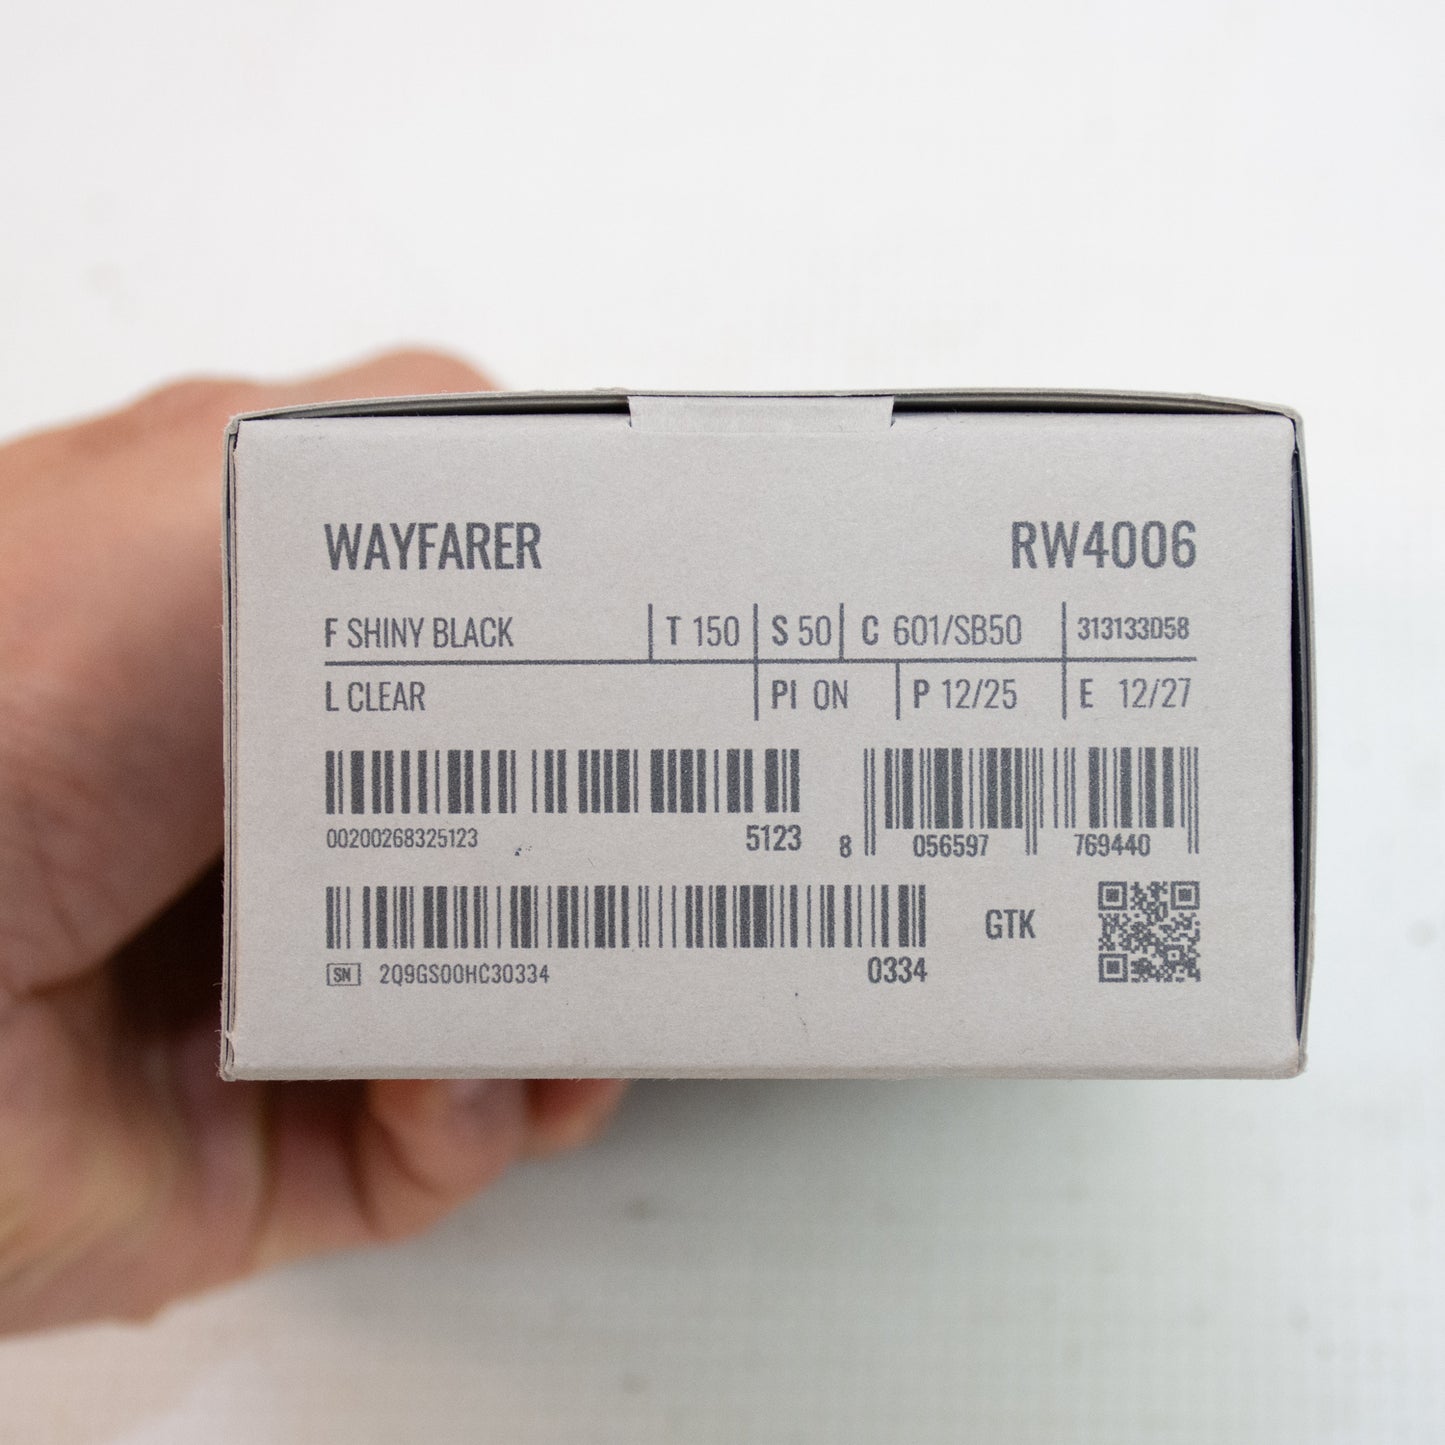 WAYFARER RW4006
F SHINY BLACK T 150 S 50 C 601/SB50 313133D58
L CLEAR PI ON P 12/25 E 12/27
00200268325123 5123 8 056597 769440
SN 2Q9GS00HC30334 0334 GTK